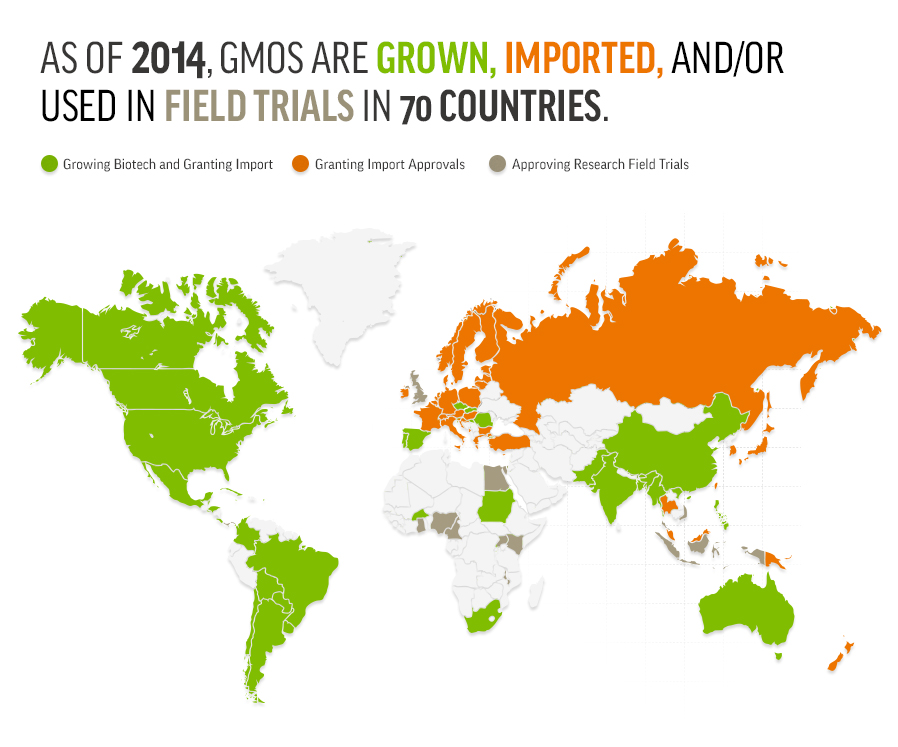 AS OF 2014, GMOS ARE GROWN, IMPORTED, AND/OR
USED IN FIELD TRIALS IN 70 COUNTRIES.
Growing Biotech and Granting Import Granting Import Approvals Approving Research Field Trials